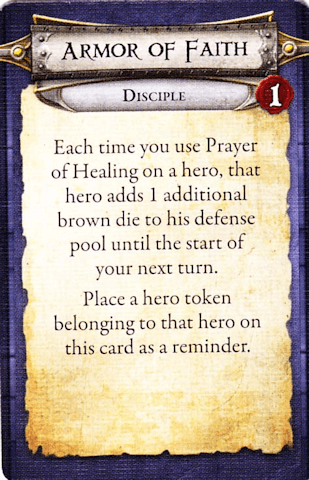 Armor of Faith
Disciple
1
Each time you use Prayer
of Healing on a hero, that
hero adds 1 additional
brown die to his defense
pool until the start of
your next turn.
Place a hero token
belonging to that hero on
this card as a reminder.